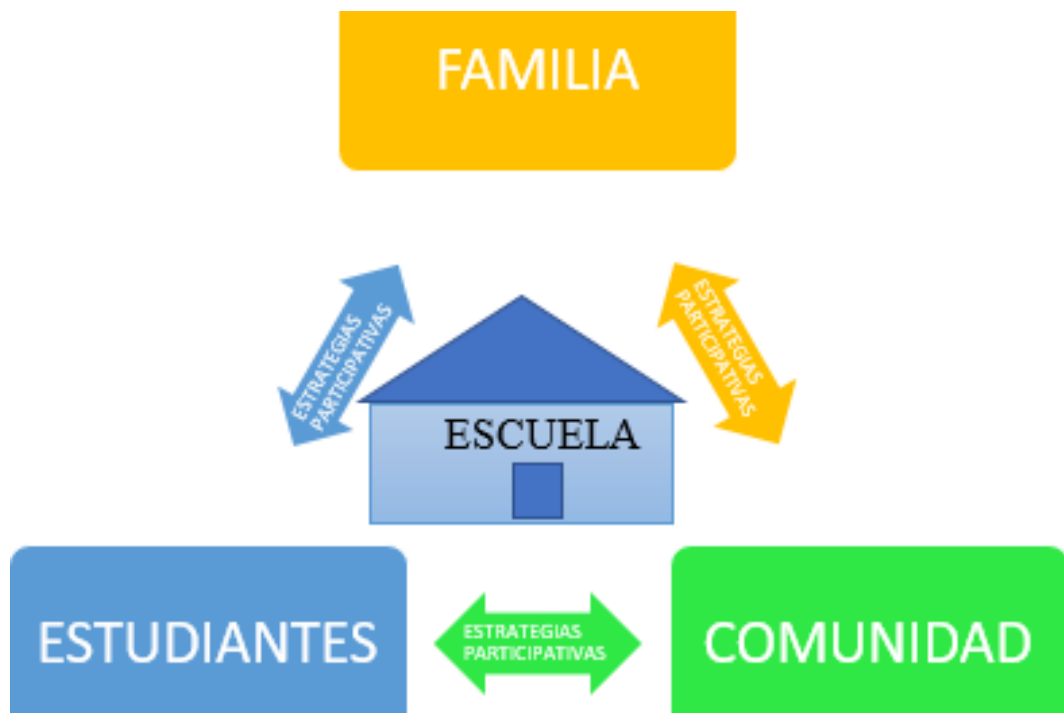 FAMILIA
ESTRATEGIAS
PARTICIPATIVAS
ESTRATEGIAS
PARTICIPATIVAS
ESCUELA
ESTUDIANTES
ESTRATEGIAS
PARTICIPATIVAS
COMUNIDAD